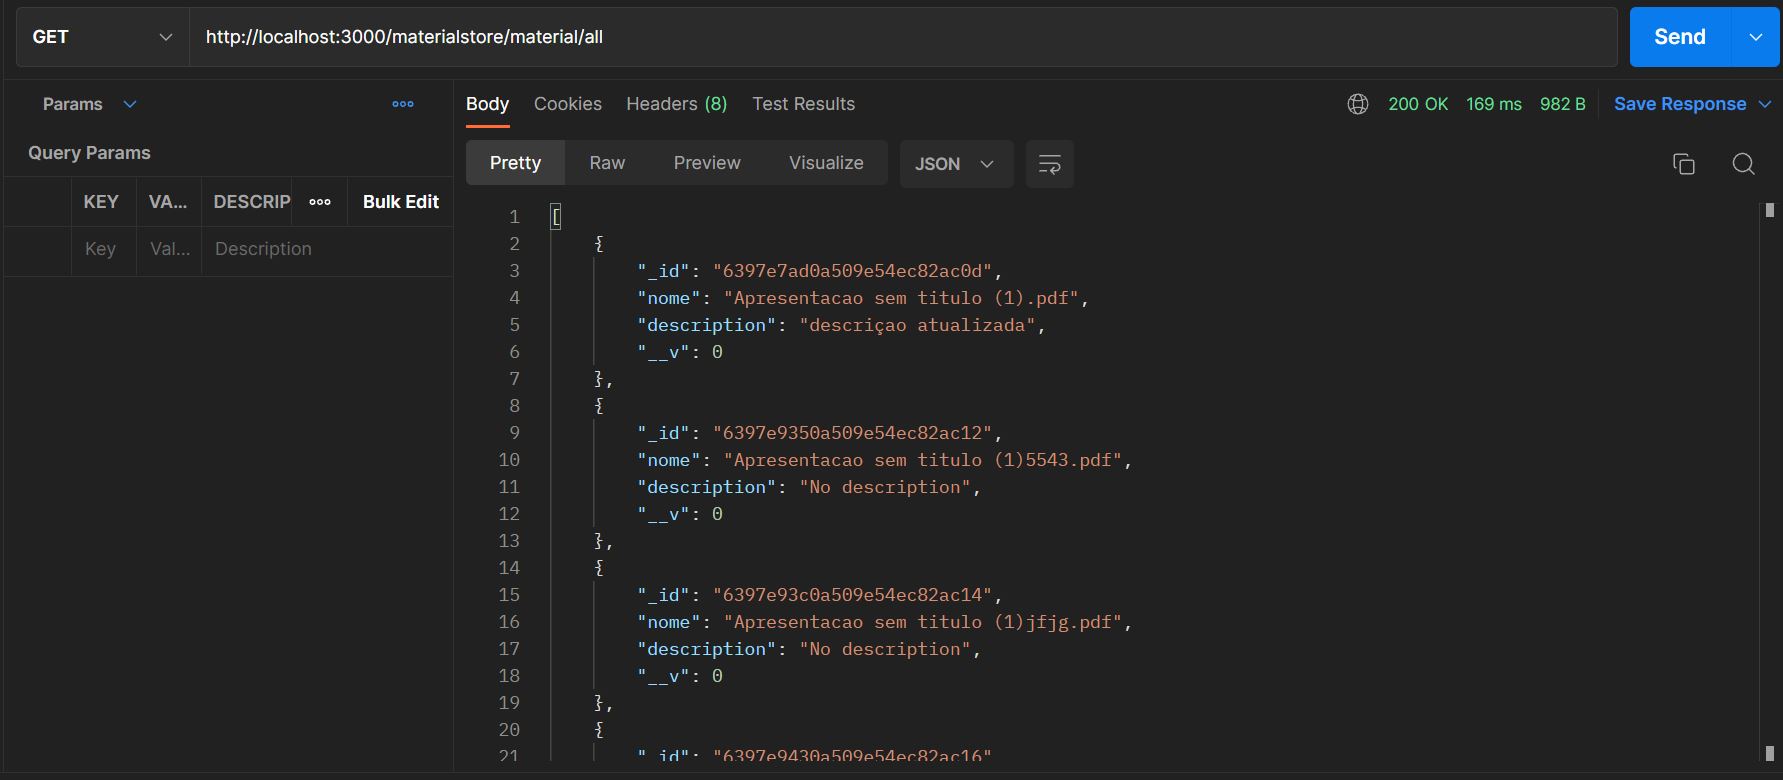 GET http://localhost:3000/materialstore/material/all Send
Params
Query Params
KEY VA... DESCRIP Bulk Edit
Key Val... Description
Body Cookies Headers (8) Test Results 200 OK 169 ms 982 B Save Response
Pretty Raw Preview Visualize JSON
1 [
2 {
3 "_id": "6397e7ad0a509e54ec82ac0d",
4 "nome": "Apresentacao sem titulo (1).pdf",
5 "description": "descriçao atualizada",
6 "__v": 0
7 },
8 {
9 "_id": "6397e9350a509e54ec82ac12",
10 "nome": "Apresentacao sem titulo (1)5543.pdf",
11 "description": "No description",
12 "__v": 0
13 },
14 {
15 "_id": "6397e93c0a509e54ec82ac14",
16 "nome": "Apresentacao sem titulo (1)jfjg.pdf",
17 "description": "No description",
18 "__v": 0
19 },
20 {
21 "_id": "6397e9430a509e54ec82ac16"